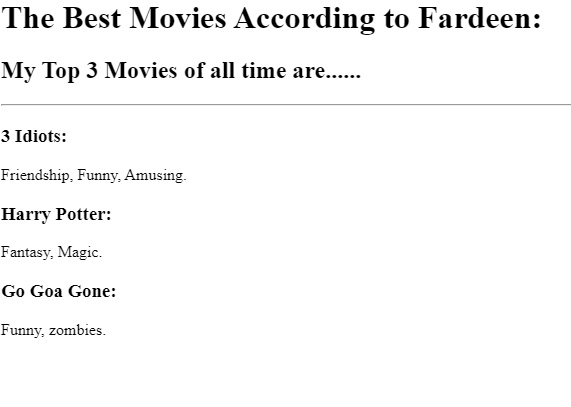 The Best Movies According to Fardeen:
My Top 3 Movies of all time are......
3 Idiots:
Friendship, Funny, Amusing.
Harry Potter:
Fantasy, Magic.
Go Goa Gone:
Funny, zombies.